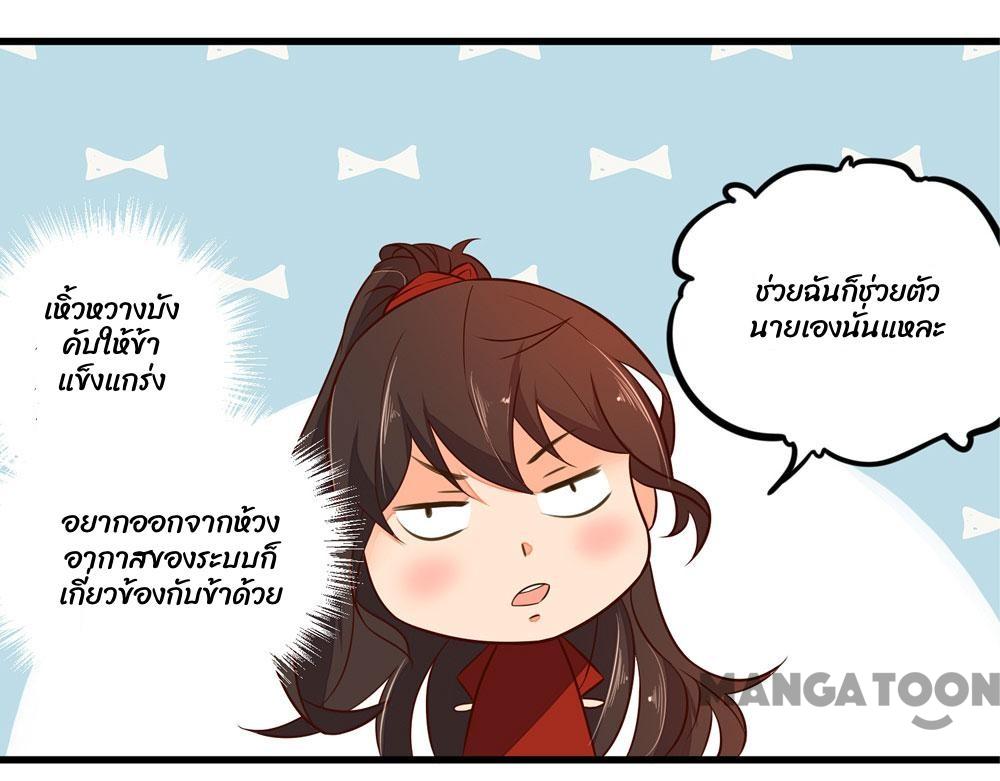 เหิ้วหวางบัง
คับให้ข้า
แข็งแกร่ง
อยากออกจากห้วง
อากาสของระบบก็
เกี่ยวข้องกับข้าด้วย
ช่วยฉันก็ช่วยตัว
นายเองนั่นแหละ
MANGATOON